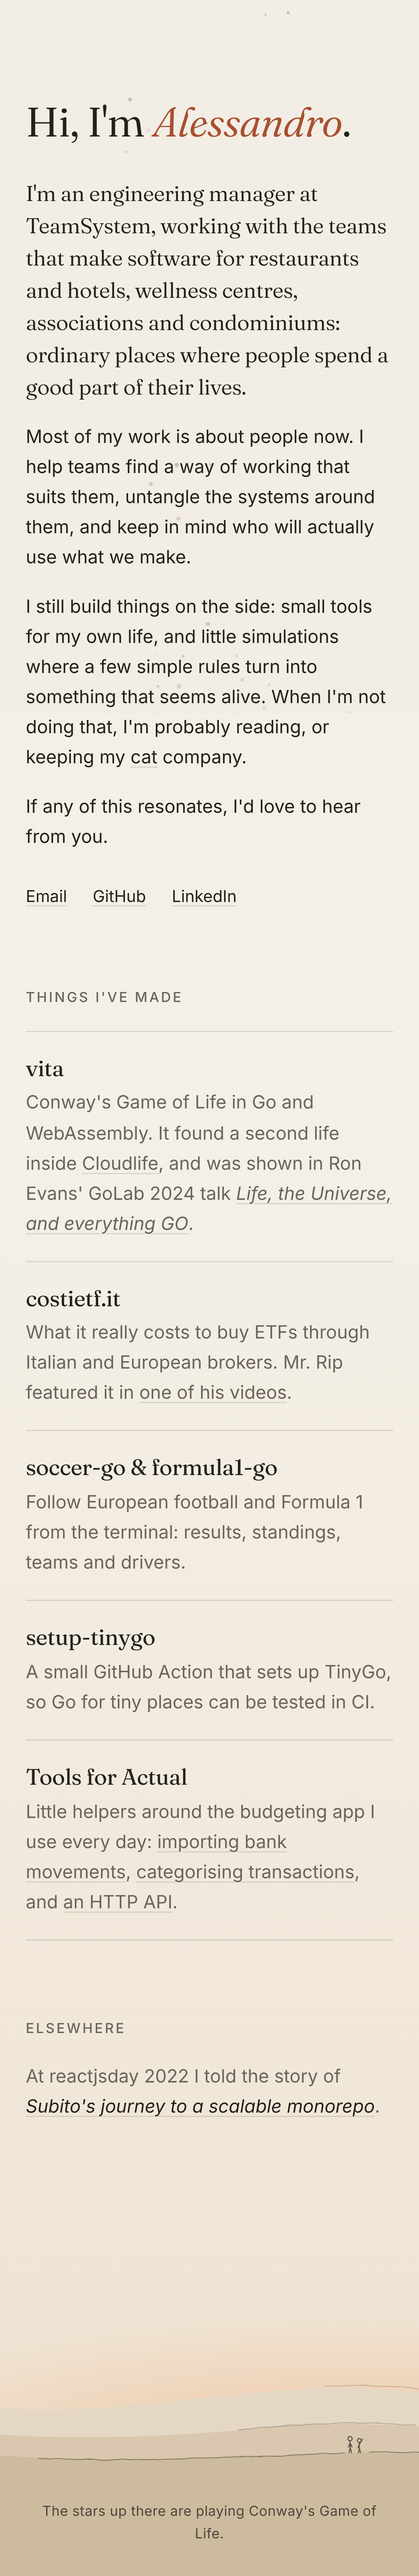 Hi, I'm Alessandro.
I'm an engineering manager at
TeamSystem, working with the teams
that make software for restaurants
and hotels, wellness centres,
associations and condominiums:
ordinary places where people spend a
good part of their lives.
Most of my work is about people now. I
help teams find a way of working that
suits them, untangle the systems around
them, and keep in mind who will actually
use what we make.
I still build things on the side: small tools
for my own life, and little simulations
where a few simple rules turn into
something that seems alive. When I'm not
doing that, I'm probably reading, or
keeping my cat company.
If any of this resonates, I'd love to hear
from you.
Email GitHub LinkedIn
THINGS I'VE MADE
vita
Conway's Game of Life in Go and
WebAssembly. It found a second life
inside Cloudlife, and was shown in Ron
Evans' GoLab 2024 talk Life, the Universe,
and everything GO.
costietf.it
What it really costs to buy ETFs through
Italian and European brokers. Mr. Rip
featured it in one of his videos.
soccer-go & formula1-go
Follow European football and Formula 1
from the terminal: results, standings,
teams and drivers.
setup-tinygo
A small GitHub Action that sets up TinyGo,
so Go for tiny places can be tested in CI.
Tools for Actual
Little helpers around the budgeting app I
use every day: importing bank
movements, categorising transactions,
and an HTTP API.
ELSEWHERE
At reactjsday 2022 I told the story of
Subito's journey to a scalable monorepo.
The stars up there are playing Conway's Game of
Life.